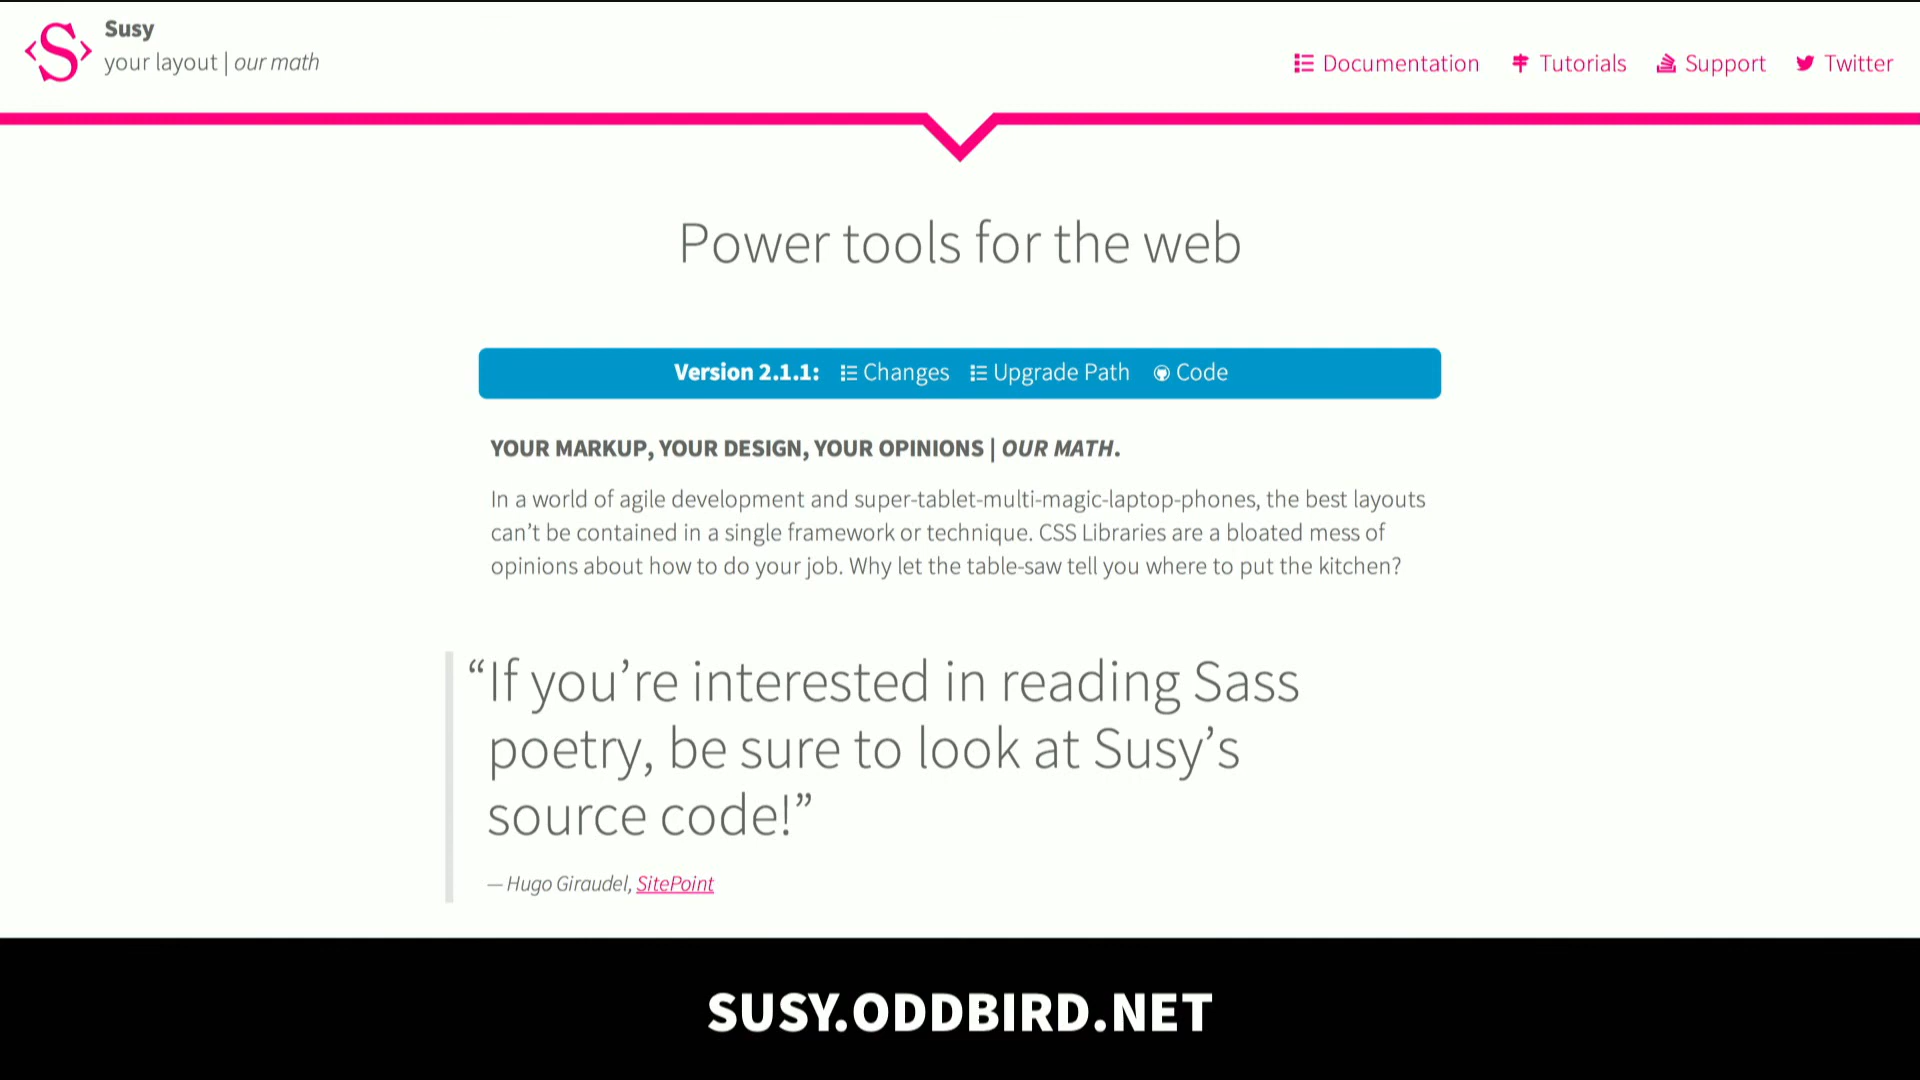 Susy
your layout | our math
Documentation
Tutorials
Support
Twitter
Power tools for the web
Version 2.1.1: Changes Upgrade Path Code
YOUR MARKUP, YOUR DESIGN, YOUR OPINIONS | OUR MATH.
In a world of agile development and super-tablet-multi-magic-laptop-phones, the best layouts
can’t be contained in a single framework or technique. CSS Libraries are a bloated mess of
opinions about how to do your job. Why let the table-saw tell you where to put the kitchen?
“If you’re interested in reading Sass
poetry, be sure to look at Susy’s
source code!”
— Hugo Giraudel, SitePoint
SUSY.ODDBIRD.NET